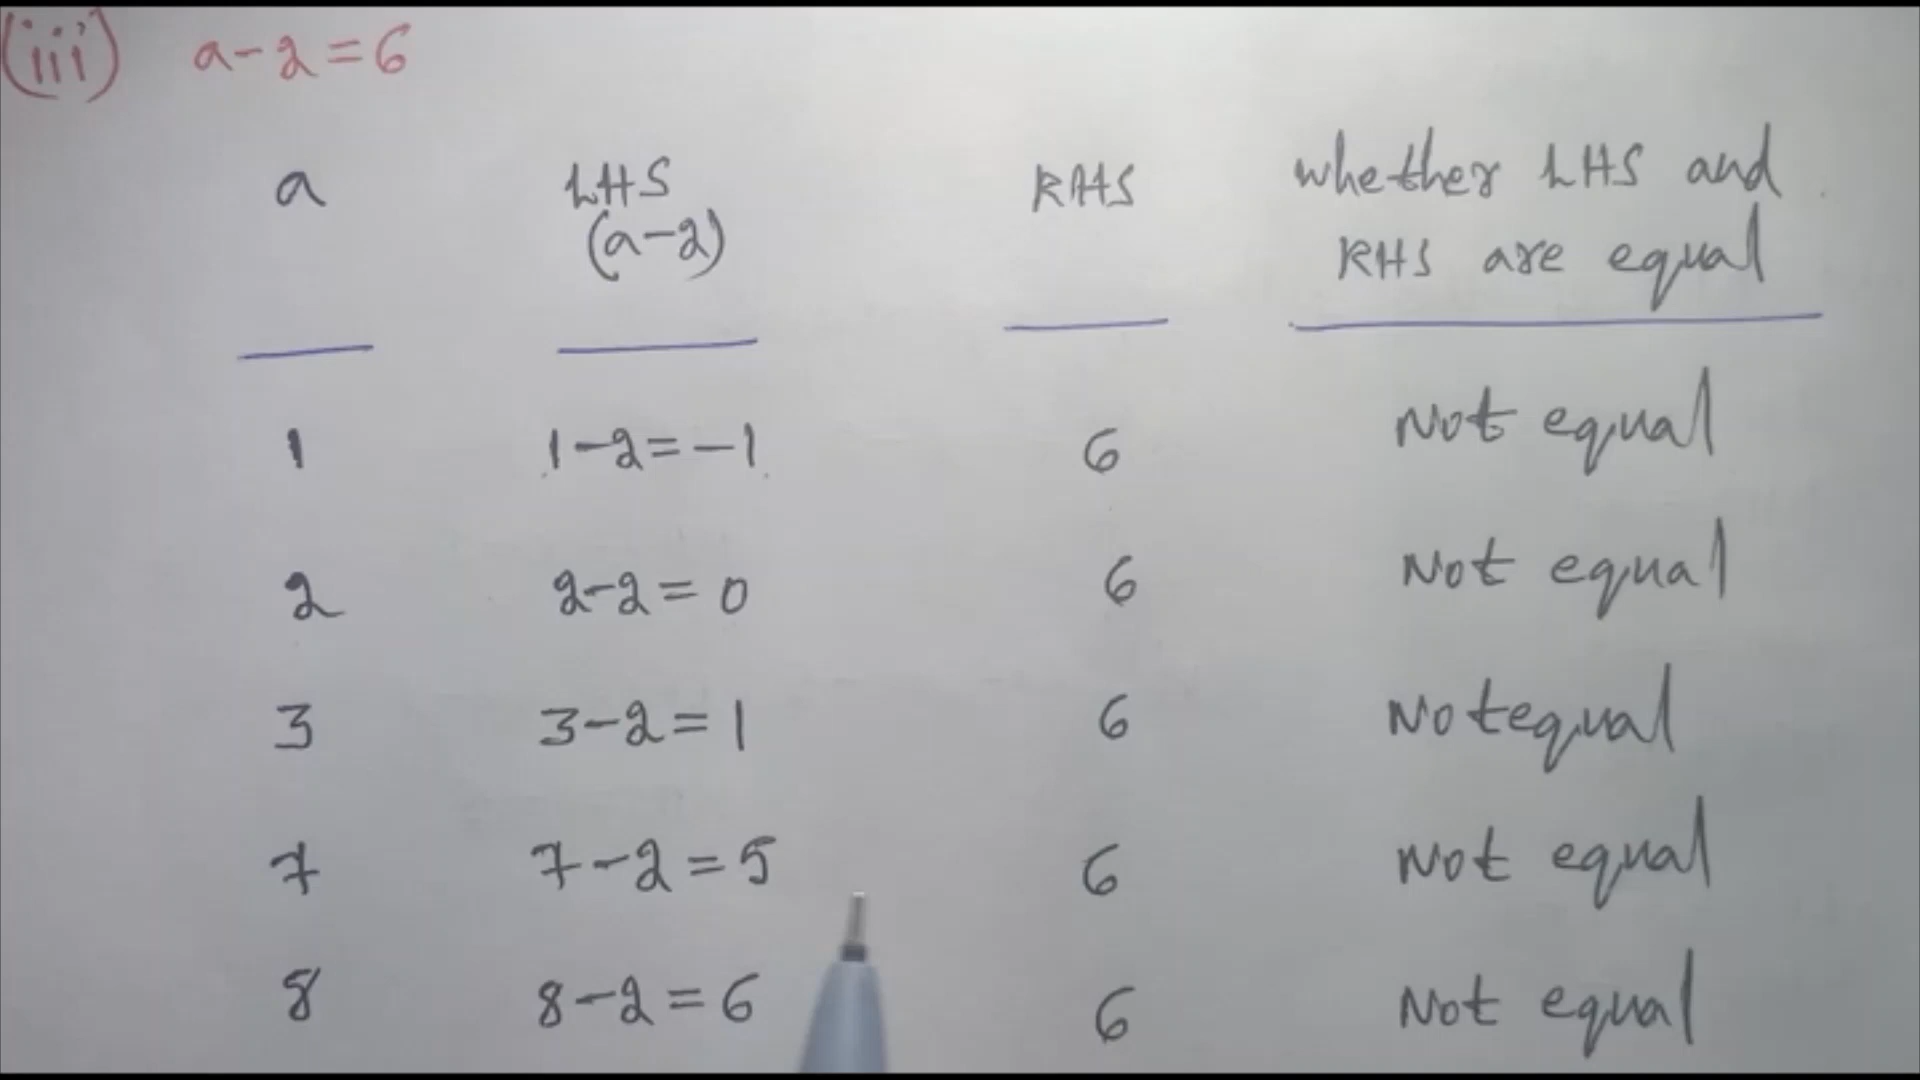 (iii) a-2=6
a LHS RHS whether LHS and
(a-2) RHS are equal
1 1-2=-1 6 Not equal
2 2-2=0 6 Not equal
3 3-2=1 6 Not equal
7 7-2=5 6 Not equal
8 8-2=6 6 Not equal